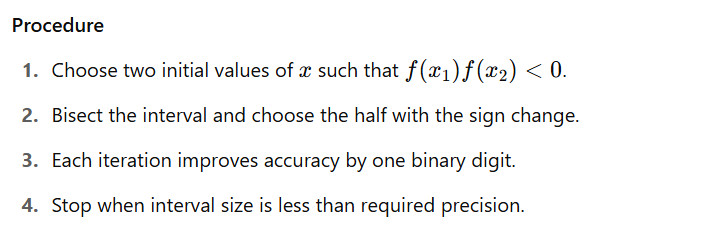 Procedure
1. Choose two initial values of x such that f(x₁)f(x₂) < 0.
2. Bisect the interval and choose the half with the sign change.
3. Each iteration improves accuracy by one binary digit.
4. Stop when interval size is less than required precision.